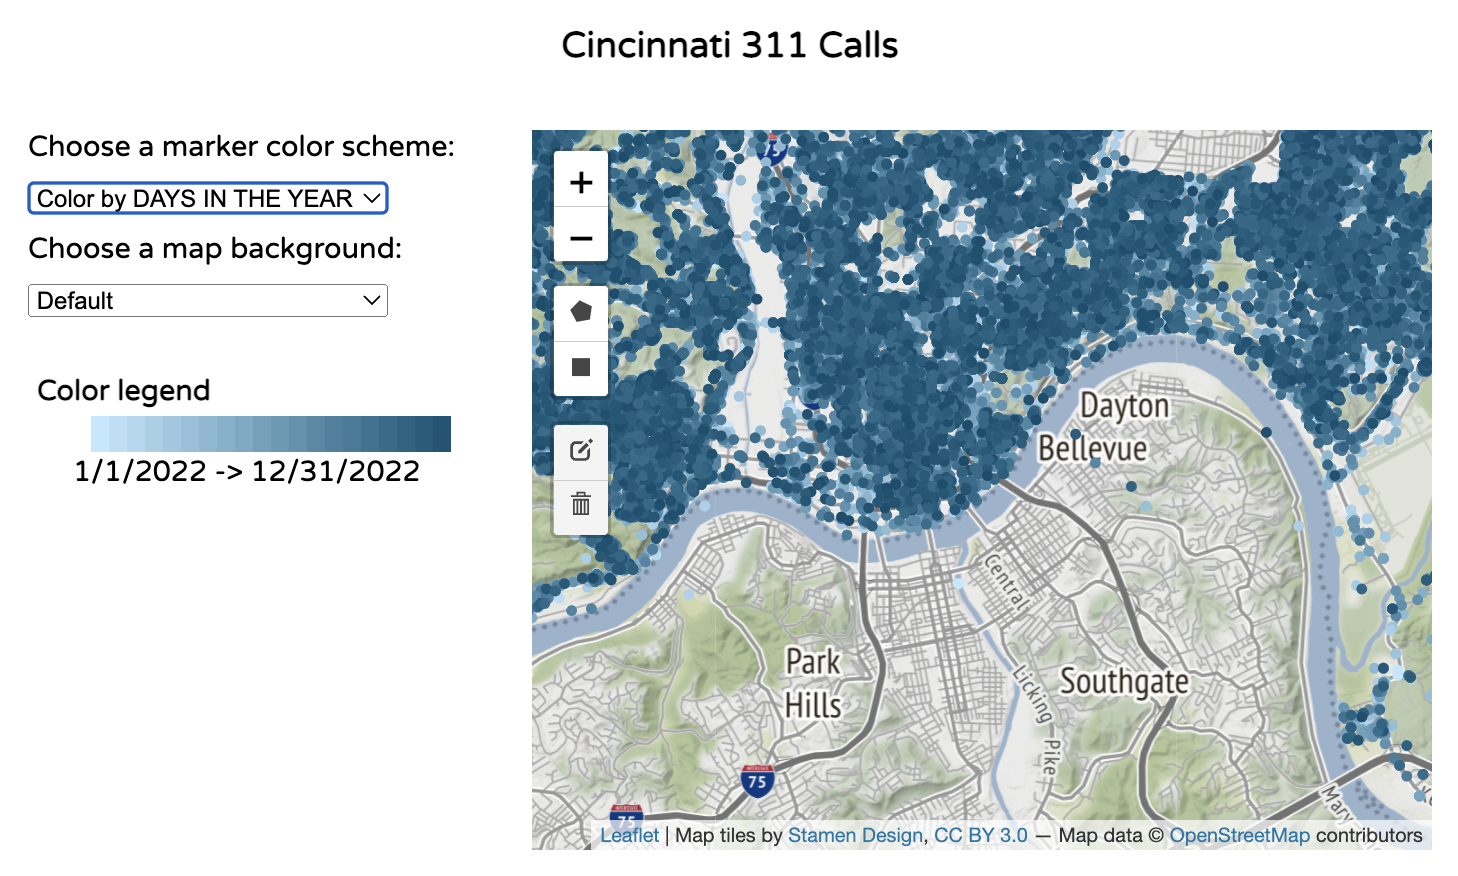 Cincinnati 311 Calls
Choose a marker color scheme:
Color by DAYS IN THE YEAR
Choose a map background:
Default
Color legend
1/1/2022 -> 12/31/2022
+
−
Dayton
Bellevue
Central
Park
Hills
Southgate
Licking
Pike
75
75
Leaflet | Map tiles by Stamen Design, CC BY 3.0 — Map data © OpenStreetMap contributors